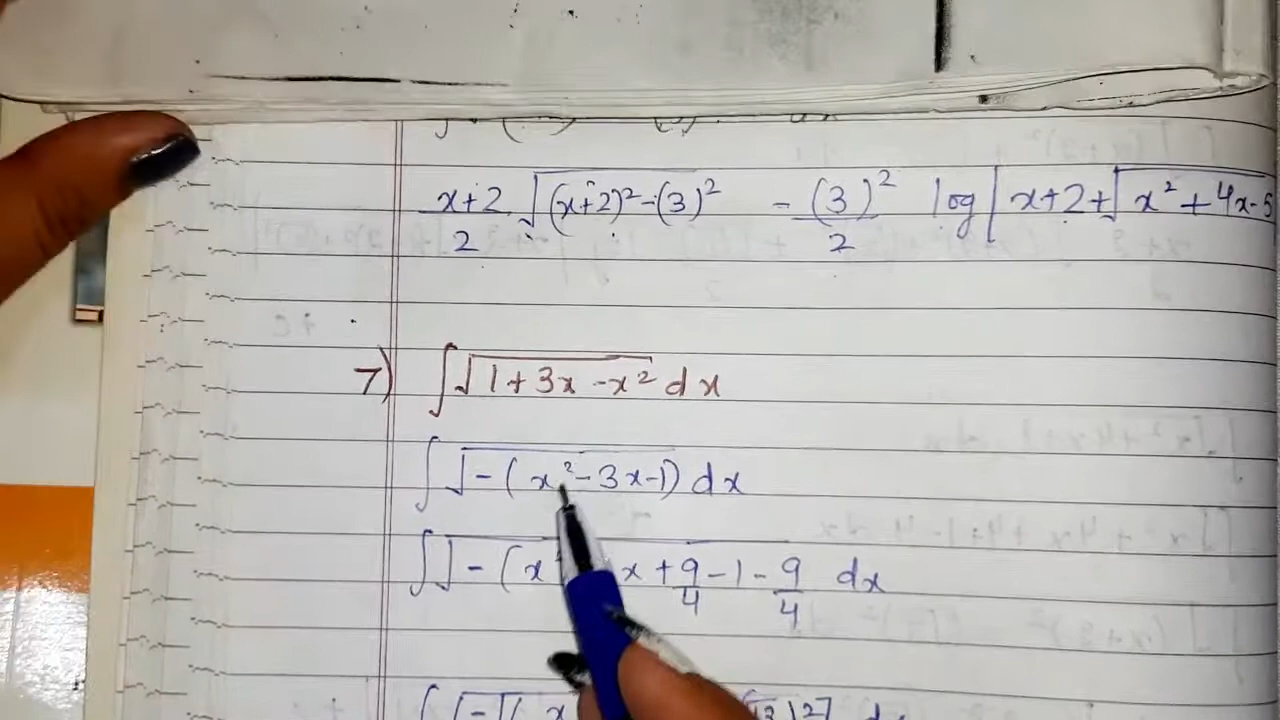 x+2/2 √(x+2)²-(3)² - (3)²/2 log|x+2+√x²+4x-5
7) ∫√1+3x-x² dx
∫√-(x²-3x-1) dx
∫√-(x x+9/4-1-9/4 dx